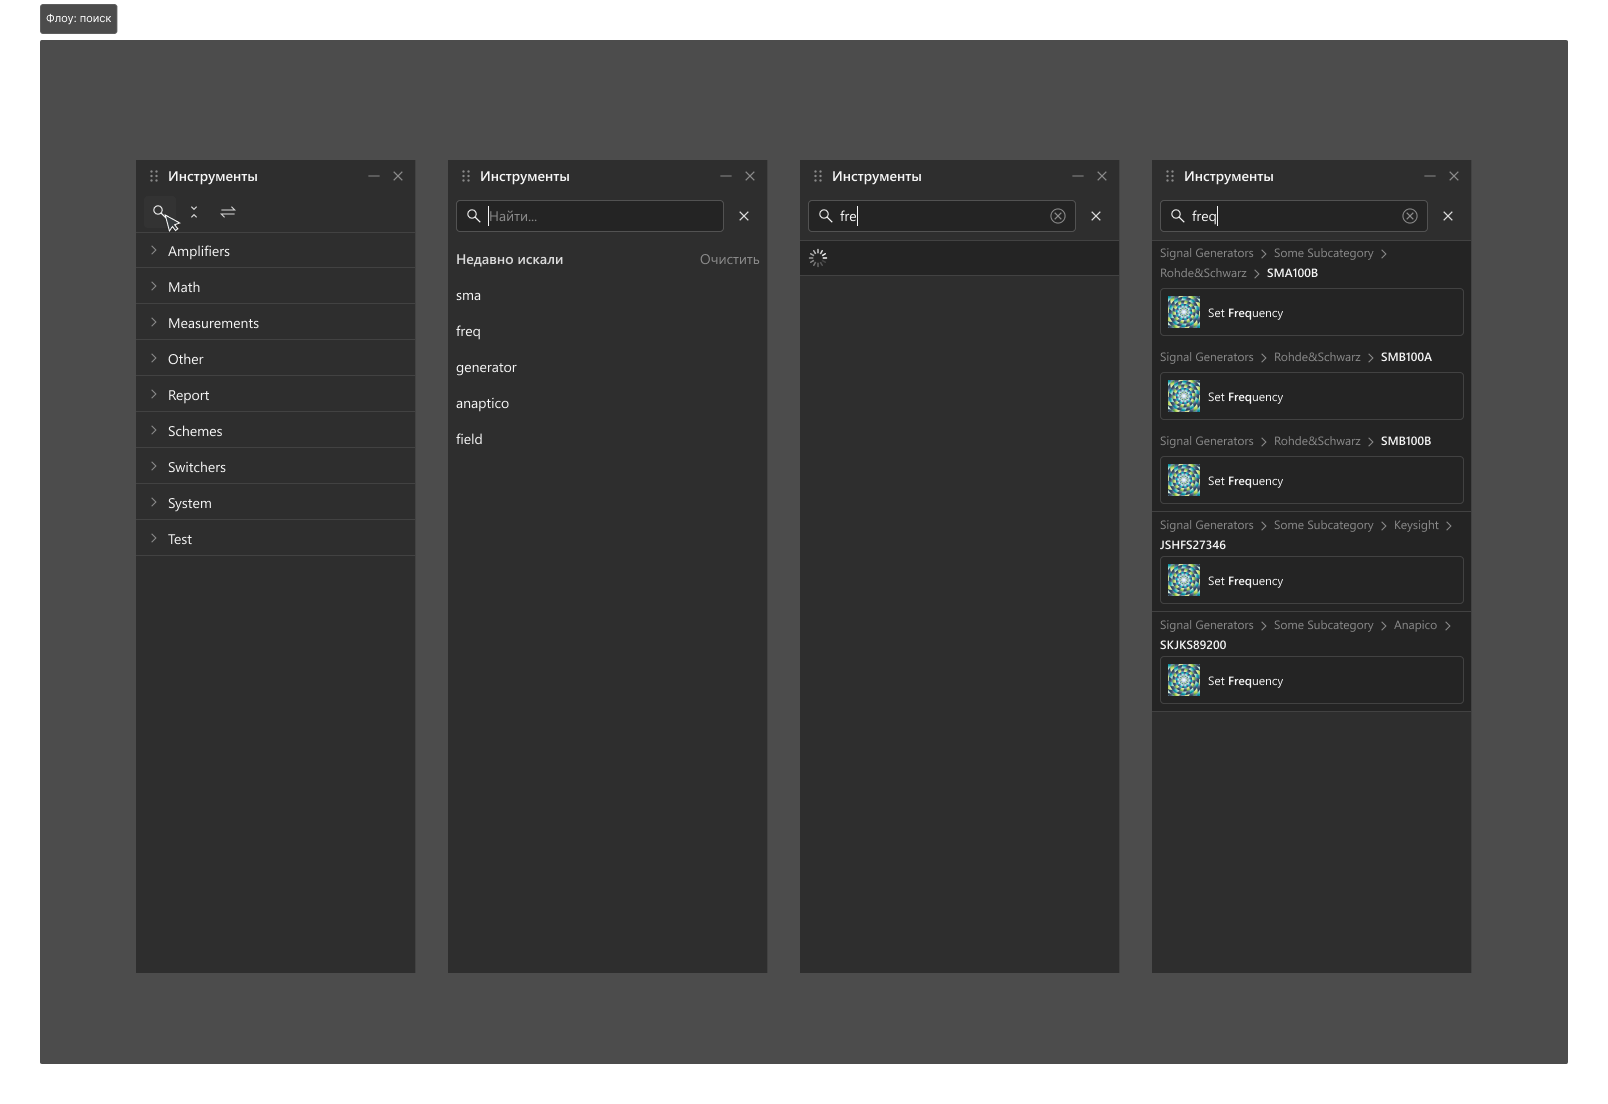 Флоу: поиск
Инструменты
Amplifiers
Math
Measurements
Other
Report
Schemes
Switchers
System
Test
Инструменты
Найти...
Недавно искали Очистить
sma
freq
generator
anaptico
field
Инструменты
fre
Инструменты
freq
Signal Generators > Some Subcategory >
Rohde&Schwarz > SMA100B
Set Frequency
Signal Generators > Rohde&Schwarz > SMB100A
Set Frequency
Signal Generators > Rohde&Schwarz > SMB100B
Set Frequency
Signal Generators > Some Subcategory > Keysight >
JSHFS27346
Set Frequency
Signal Generators > Some Subcategory > Anapico >
SKJKS89200
Set Frequency